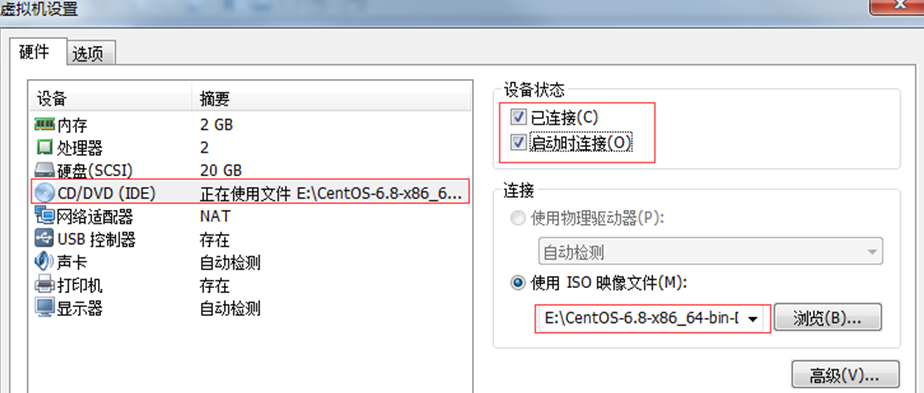 虚拟机设置
硬件 选项
设备 摘要
内存 2 GB
处理器 2
硬盘(SCSI) 20 GB
CD/DVD (IDE) 正在使用文件 E:\CentOS-6.8-x86_6...
网络适配器 NAT
USB 控制器 存在
声卡 自动检测
打印机 存在
显示器 自动检测
设备状态
已连接(C)
启动时连接(O)
连接
使用物理驱动器(P):
自动检测
使用 ISO 映像文件(M):
E:\CentOS-6.8-x86_64-bin-D 浏览(B)...
高级(V)...